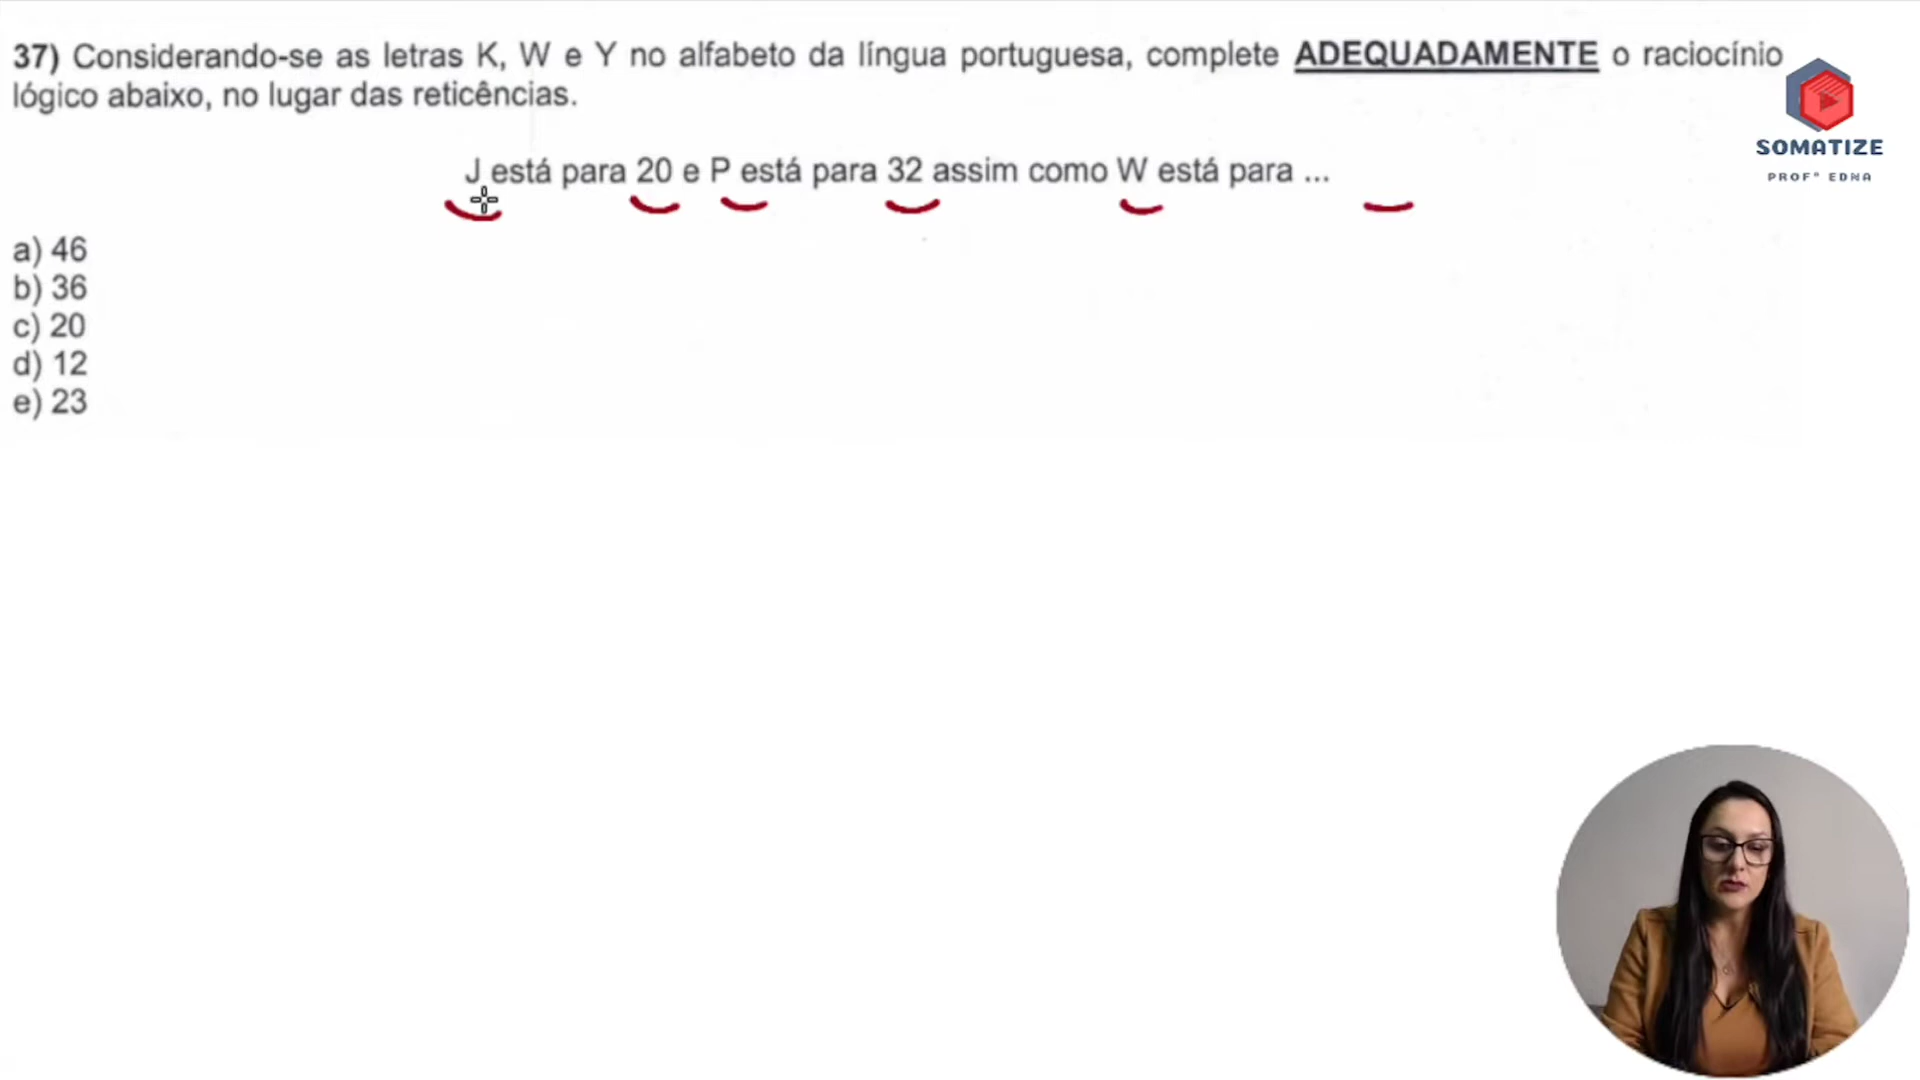 37) Considerando-se as letras K, W e Y no alfabeto da língua portuguesa, complete ADEQUADAMENTE o raciocínio
lógico abaixo, no lugar das reticências.
SOMATIZE
PROFª EDNA
J está para 20 e P está para 32 assim como W está para ...
a) 46
b) 36
c) 20
d) 12
e) 23